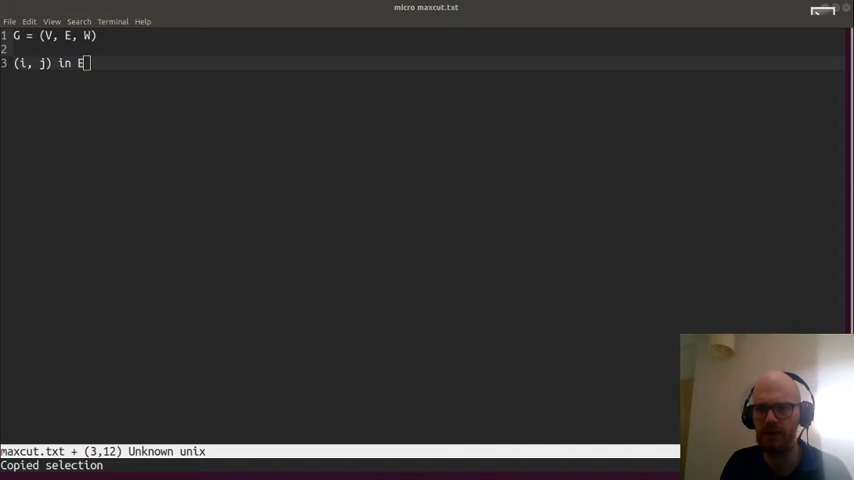 micro maxcut.txt
File Edit View Search Terminal Help
1 G = (V, E, W)
2
3 (i, j) in E
maxcut.txt + (3,12) Unknown unix
Copied selection